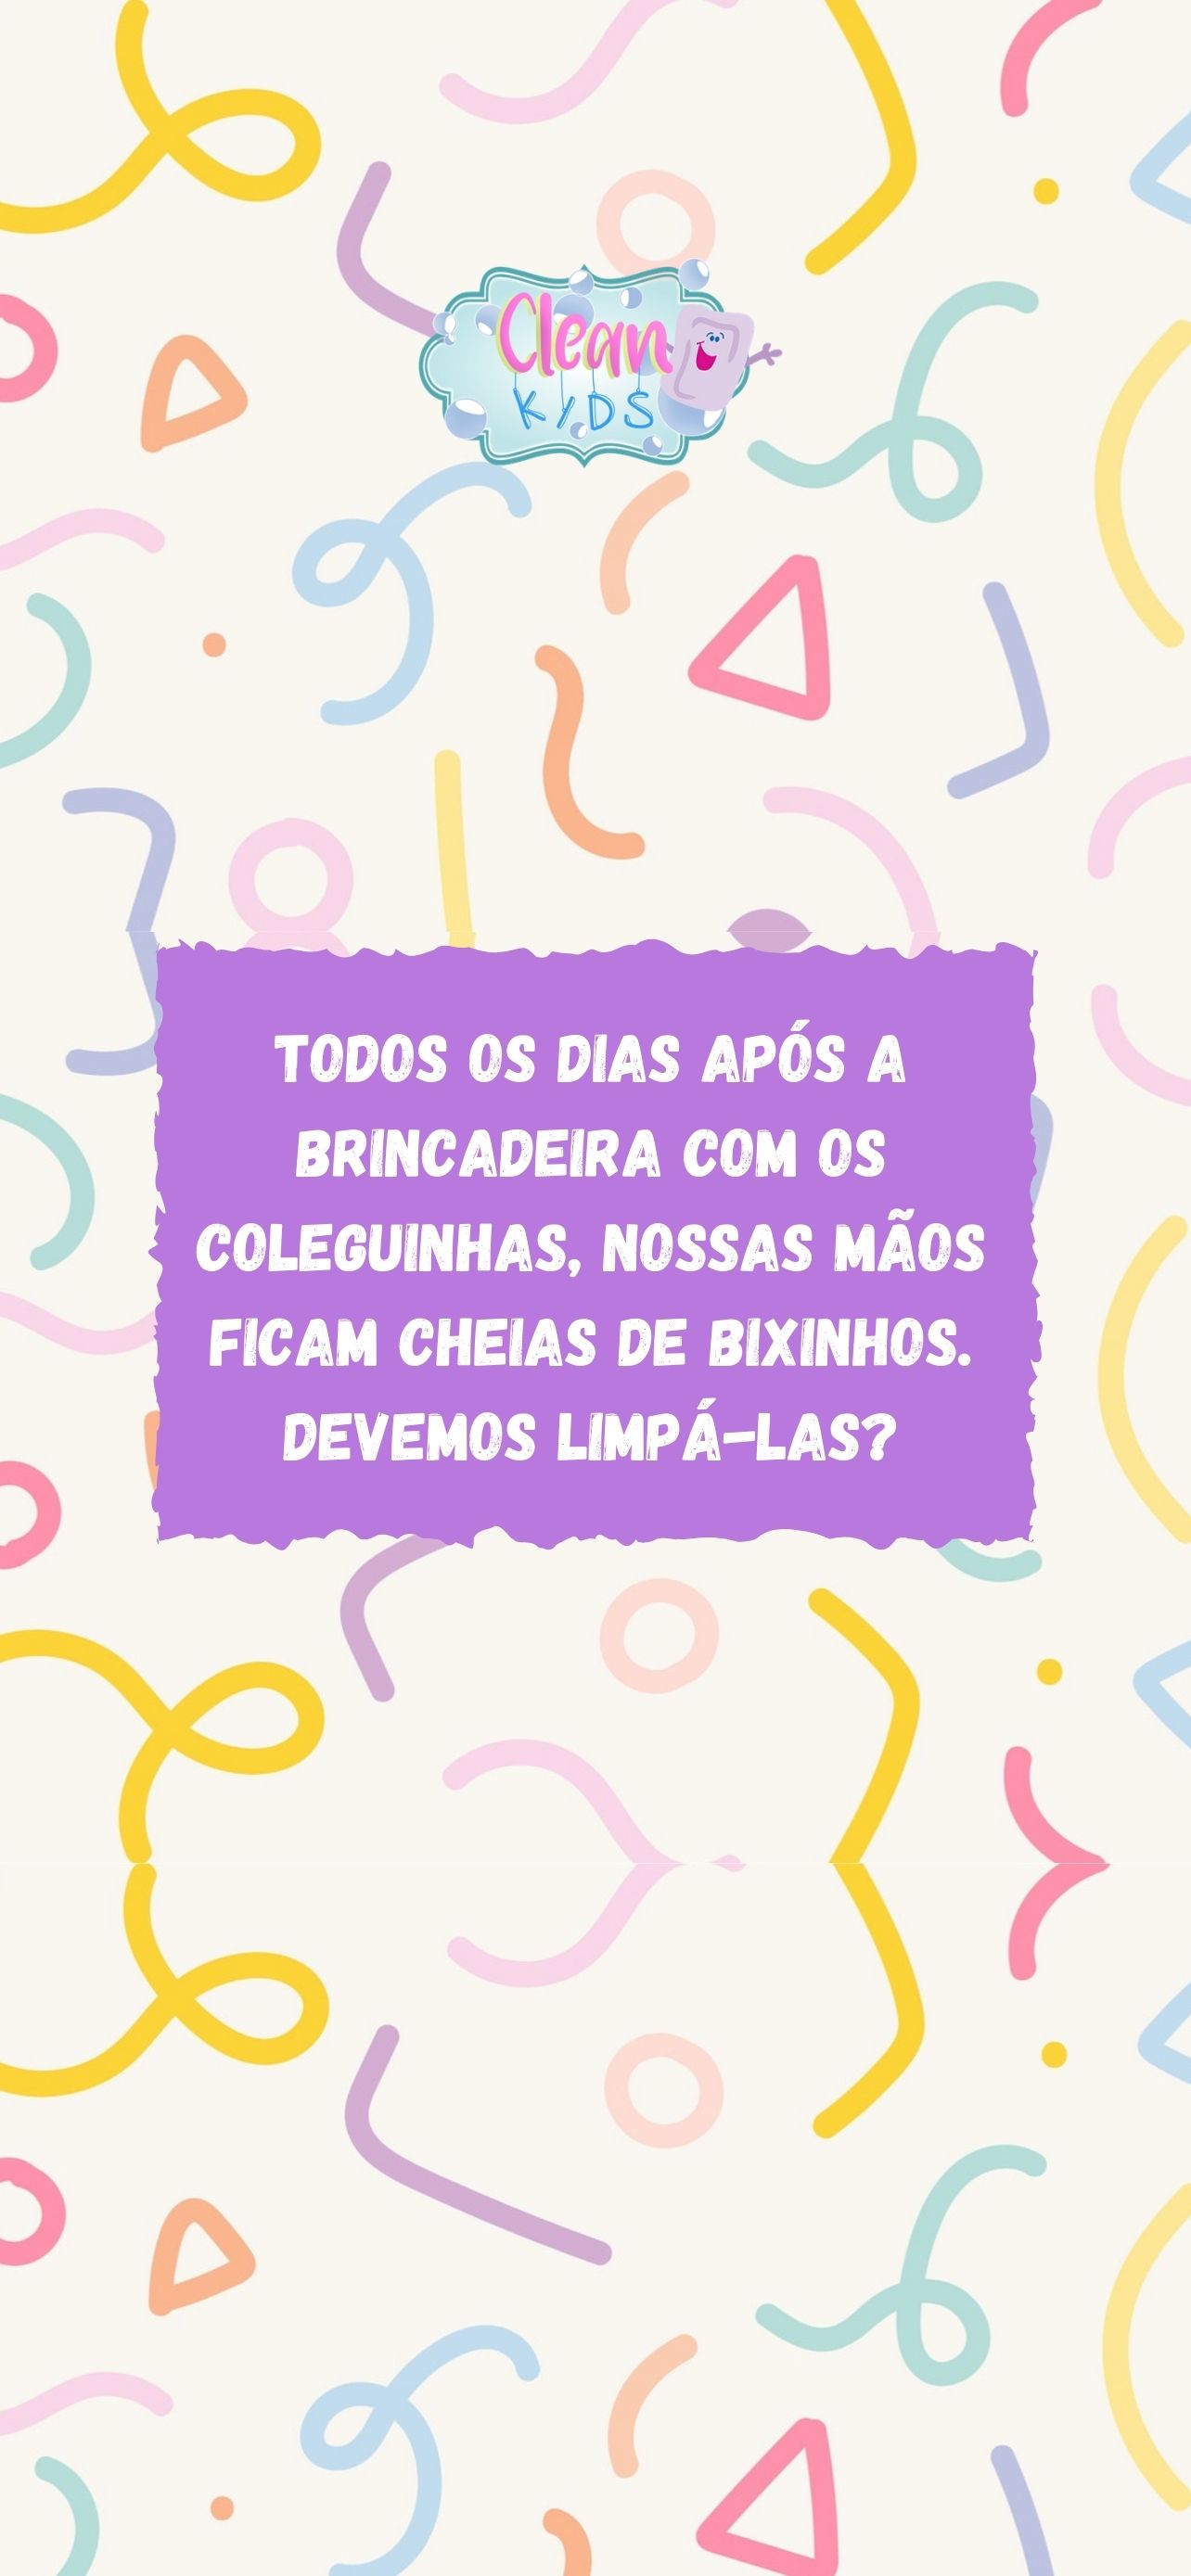 Clean
KIDS
TODOS OS DIAS APÓS A
BRINCADEIRA COM OS
COLEGUINHAS, NOSSAS MÃOS
FICAM CHEIAS DE BIXINHOS.
DEVEMOS LIMPÁ-LAS?